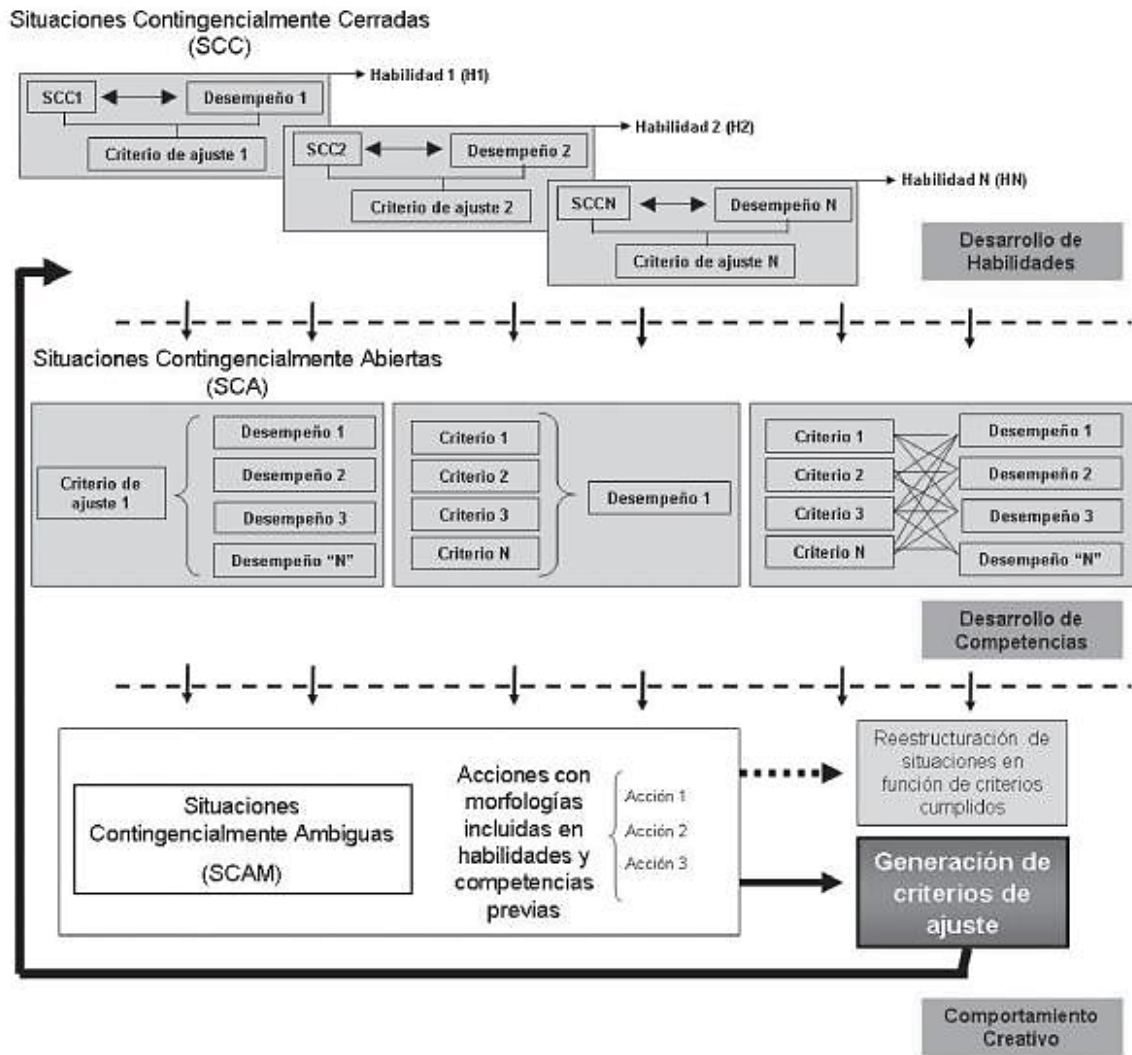 Situaciones Contingencialmente Cerradas
(SCC)
Habilidad 1 (H1)
SCC1
Desempeño 1
Criterio de ajuste 1
Habilidad 2 (H2)
SCC2
Desempeño 2
Criterio de ajuste 2
Habilidad N (HN)
SCCN
Desempeño N
Criterio de ajuste N
Desarrollo de
Habilidades
Situaciones Contingencialmente Abiertas
(SCA)
Criterio de
ajuste 1
Desempeño 1
Desempeño 2
Desempeño 3
Desempeño “N”
Criterio 1
Criterio 2
Criterio 3
Criterio N
Desempeño 1
Criterio 1
Criterio 2
Criterio 3
Criterio N
Desempeño 1
Desempeño 2
Desempeño 3
Desempeño “N”
Desarrollo de
Competencias
Situaciones
Contingencialmente Ambiguas
(SCAM)
Acciones con
morfologías
incluidas en
habilidades y
competencias
previas
Acción 1
Acción 2
Acción 3
Reestructuración de
situaciones en
función de criterios
cumplidos
Generación de
criterios de
ajuste
Comportamiento
Creativo